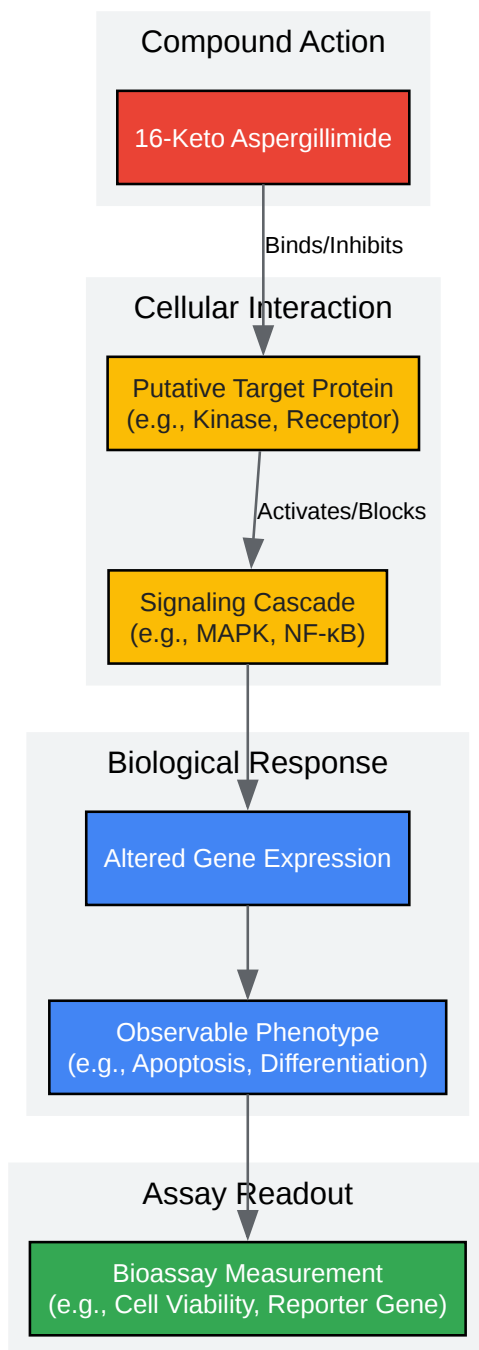 Compound Action
16-Keto Aspergillimide
Binds/Inhibits
Cellular Interaction
Putative Target Protein
(e.g., Kinase, Receptor)
Activates/Blocks
Signaling Cascade
(e.g., MAPK, NF-κB)
Biological Response
Altered Gene Expression
Observable Phenotype
(e.g., Apoptosis, Differentiation)
Assay Readout
Bioassay Measurement
(e.g., Cell Viability, Reporter Gene)